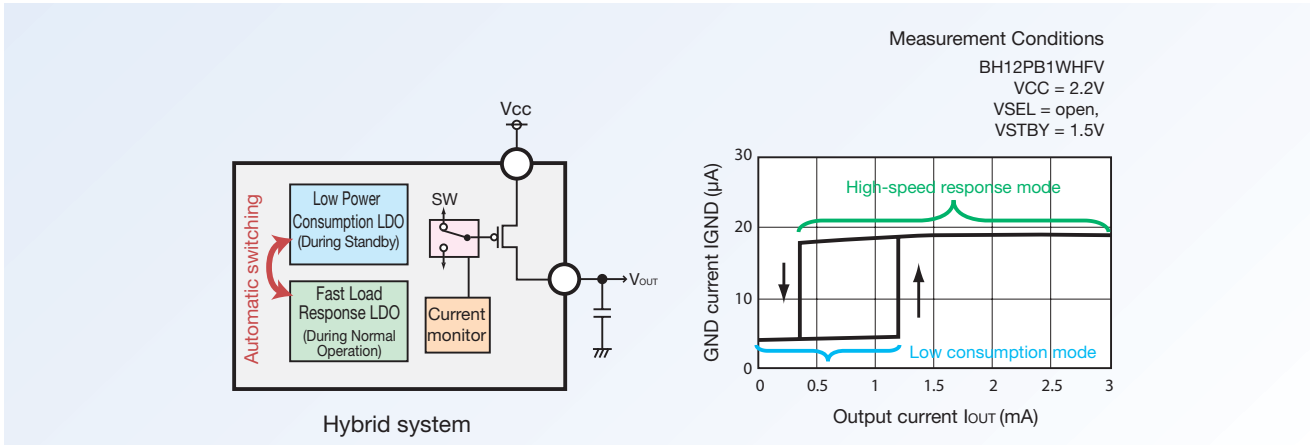 Measurement Conditions
BH12PB1WHFV
VCC = 2.2V
VSEL = open,
VSTBY = 1.5V
Vcc
Automatic switching
Low Power
Consumption LDO
(During Standby)
SW
Fast Load
Response LDO
(During Normal
Operation)
Current
monitor
VOUT
Hybrid system
GND current IGND (μA)
30
20
10
0
High-speed response mode
Low consumption mode
0 0.5 1 1.5 2 2.5 3
Output current IOUT (mA)